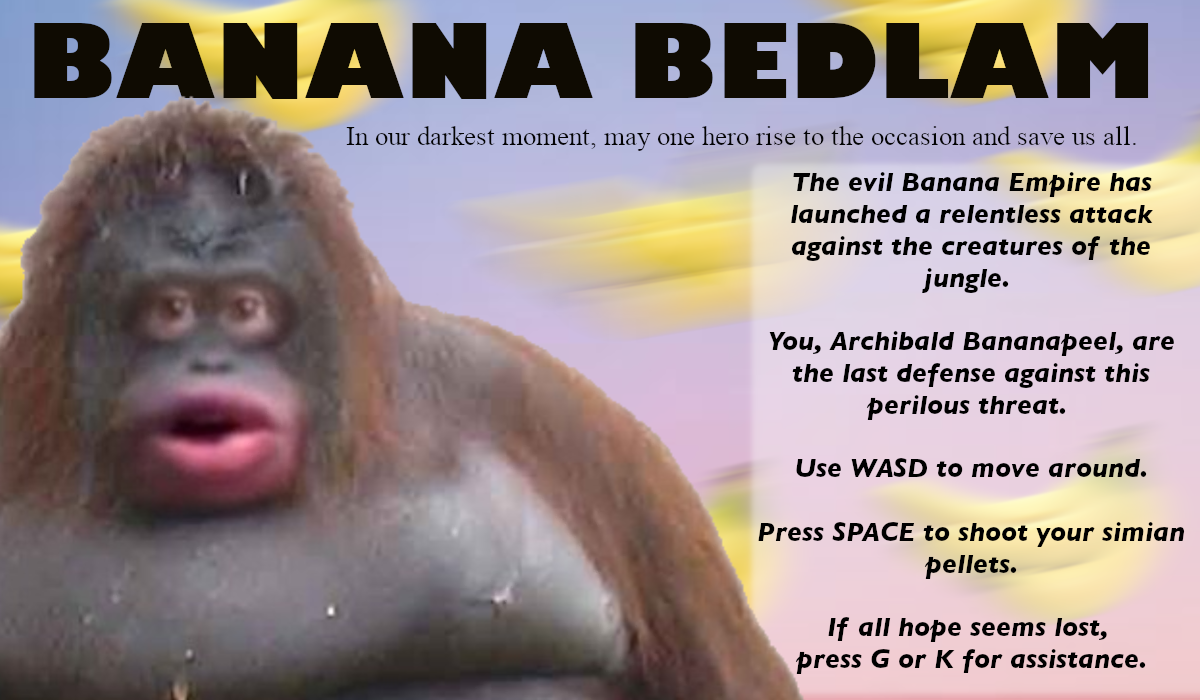 BANANA BEDLAM
In our darkest moment, may one hero rise to the occasion and save us all.
The evil Banana Empire has
launched a relentless attack
against the creatures of the
jungle.
You, Archibald Bananapeel, are
the last defense against this
perilous threat.
Use WASD to move around.
Press SPACE to shoot your simian
pellets.
If all hope seems lost,
press G or K for assistance.